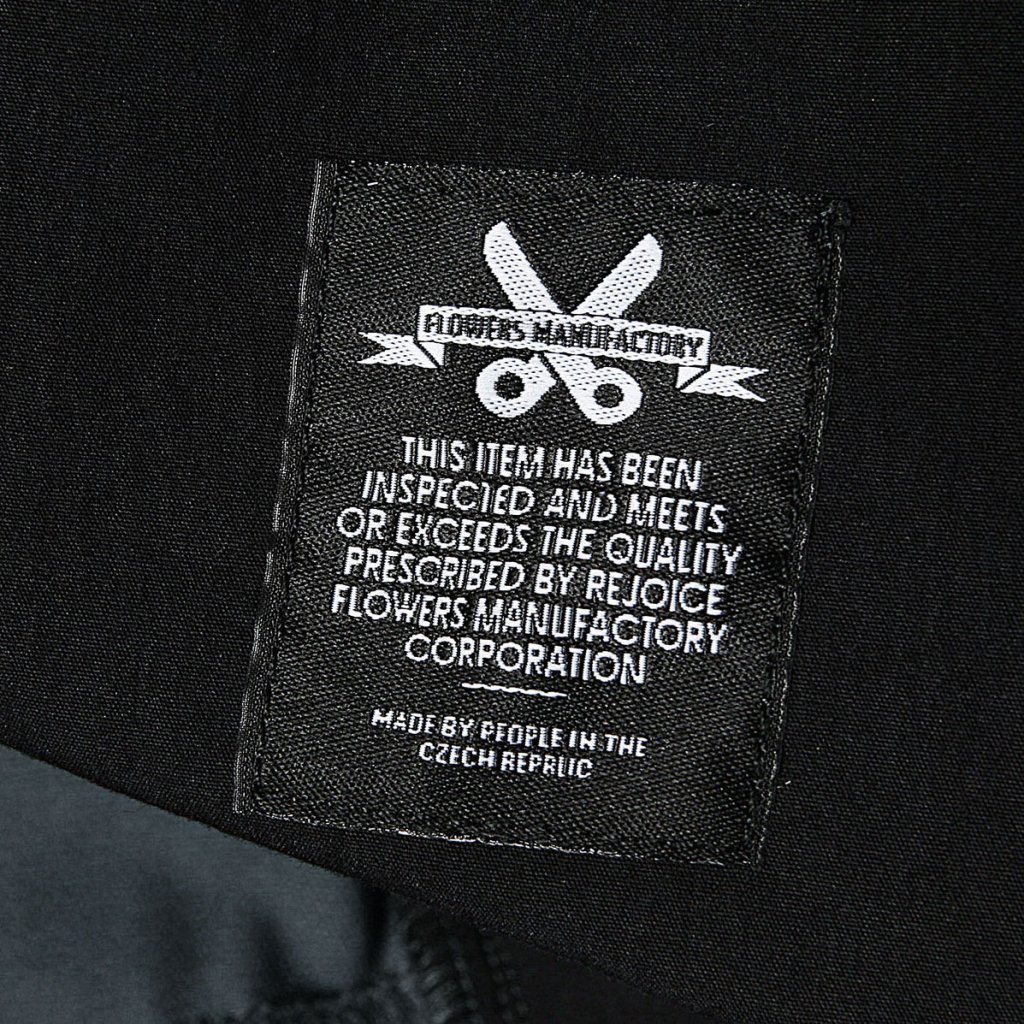 FLOWERS MANUFACTORY
THIS ITEM HAS BEEN
INSPECTED AND MEETS
OR EXCEEDS THE QUALITY
PRESCRIBED BY REJOICE
FLOWERS MANUFACTORY
CORPORATION
MADE BY PEOPLE IN THE
CZECH REPRLIC